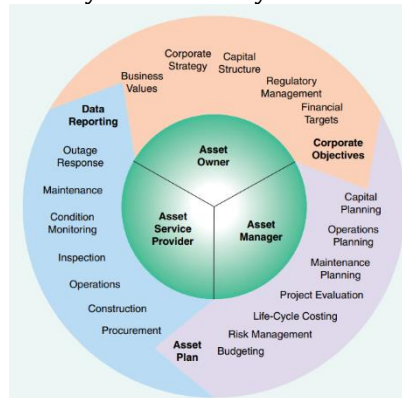 Business
Values
Corporate
Strategy
Capital
Structure
Regulatory
Management
Financial
Targets
Corporate
Objectives
Capital
Planning
Operations
Planning
Maintenance
Planning
Project Evaluation
Life-Cycle Costing
Risk Management
Budgeting
Asset
Plan
Procurement
Construction
Operations
Inspection
Condition
Monitoring
Maintenance
Outage
Response
Data
Reporting
Asset
Owner
Asset
Service
Provider
Asset
Manager